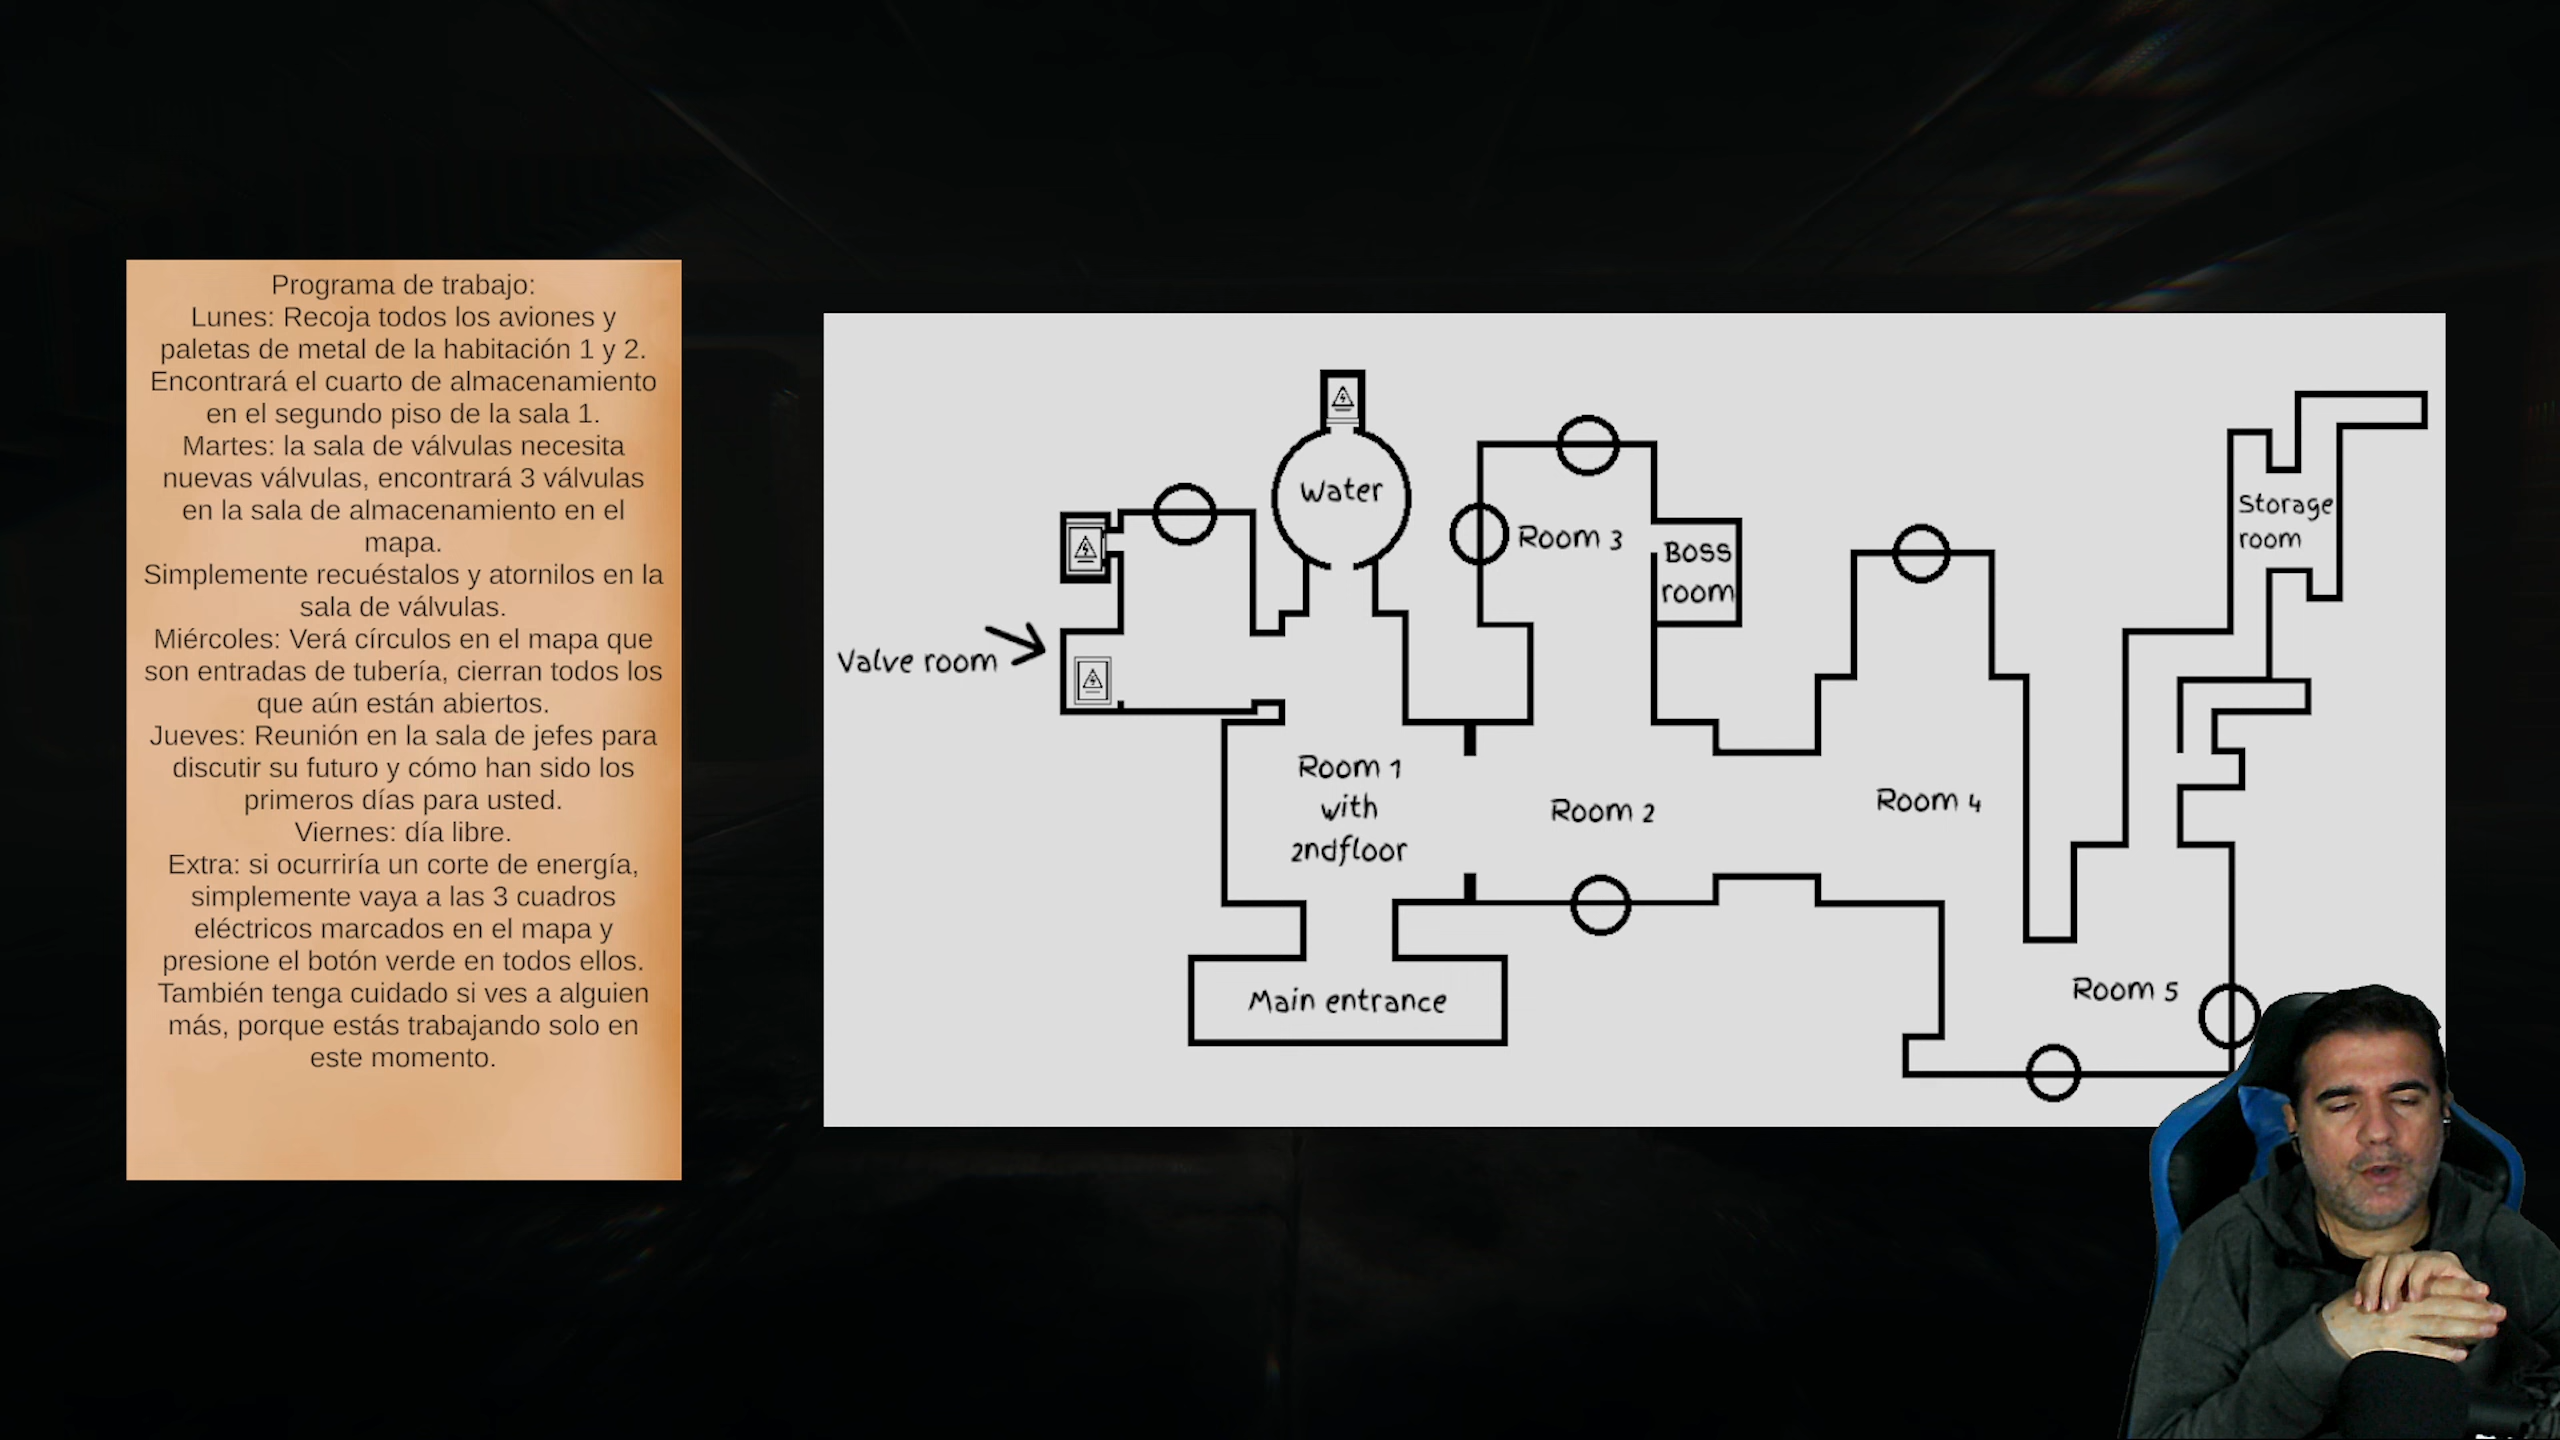 Programa de trabajo:
Lunes: Recoja todos los aviones y
paletas de metal de la habitación 1 y 2.
Encontrará el cuarto de almacenamiento
en el segundo piso de la sala 1.
Martes: la sala de válvulas necesita
nuevas válvulas, encontrará 3 válvulas
en la sala de almacenamiento en el
mapa.
Simplemente recuéstalos y atornilos en la
sala de válvulas.
Miércoles: Verá círculos en el mapa que
son entradas de tubería, cierran todos los
que aún están abiertos.
Jueves: Reunión en la sala de jefes para
discutir su futuro y cómo han sido los
primeros días para usted.
Viernes: día libre.
Extra: si ocurriría un corte de energía,
simplemente vaya a las 3 cuadros
eléctricos marcados en el mapa y
presione el botón verde en todos ellos.
También tenga cuidado si ves a alguien
más, porque estás trabajando solo en
este momento.
Water
Room 3
Boss
room
Storage
room
Valve room
Room 1
with
2ndfloor
Room 2
Room 4
Main entrance
Room 5